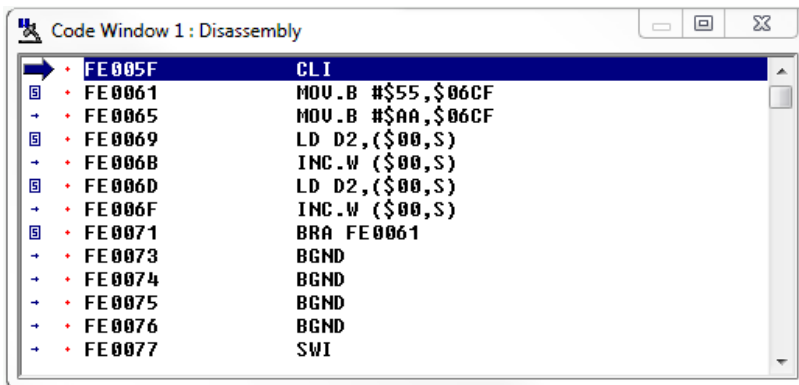 Code Window 1 : Disassembly
FE005F CLI
FE0061 MOV.B #$55,$06CF
FE0065 MOV.B #$AA,$06CF
FE0069 LD D2,($00,S)
FE006B INC.W ($00,S)
FE006D LD D2,($00,S)
FE006F INC.W ($00,S)
FE0071 BRA FE0061
FE0073 BGND
FE0074 BGND
FE0075 BGND
FE0076 BGND
FE0077 SWI